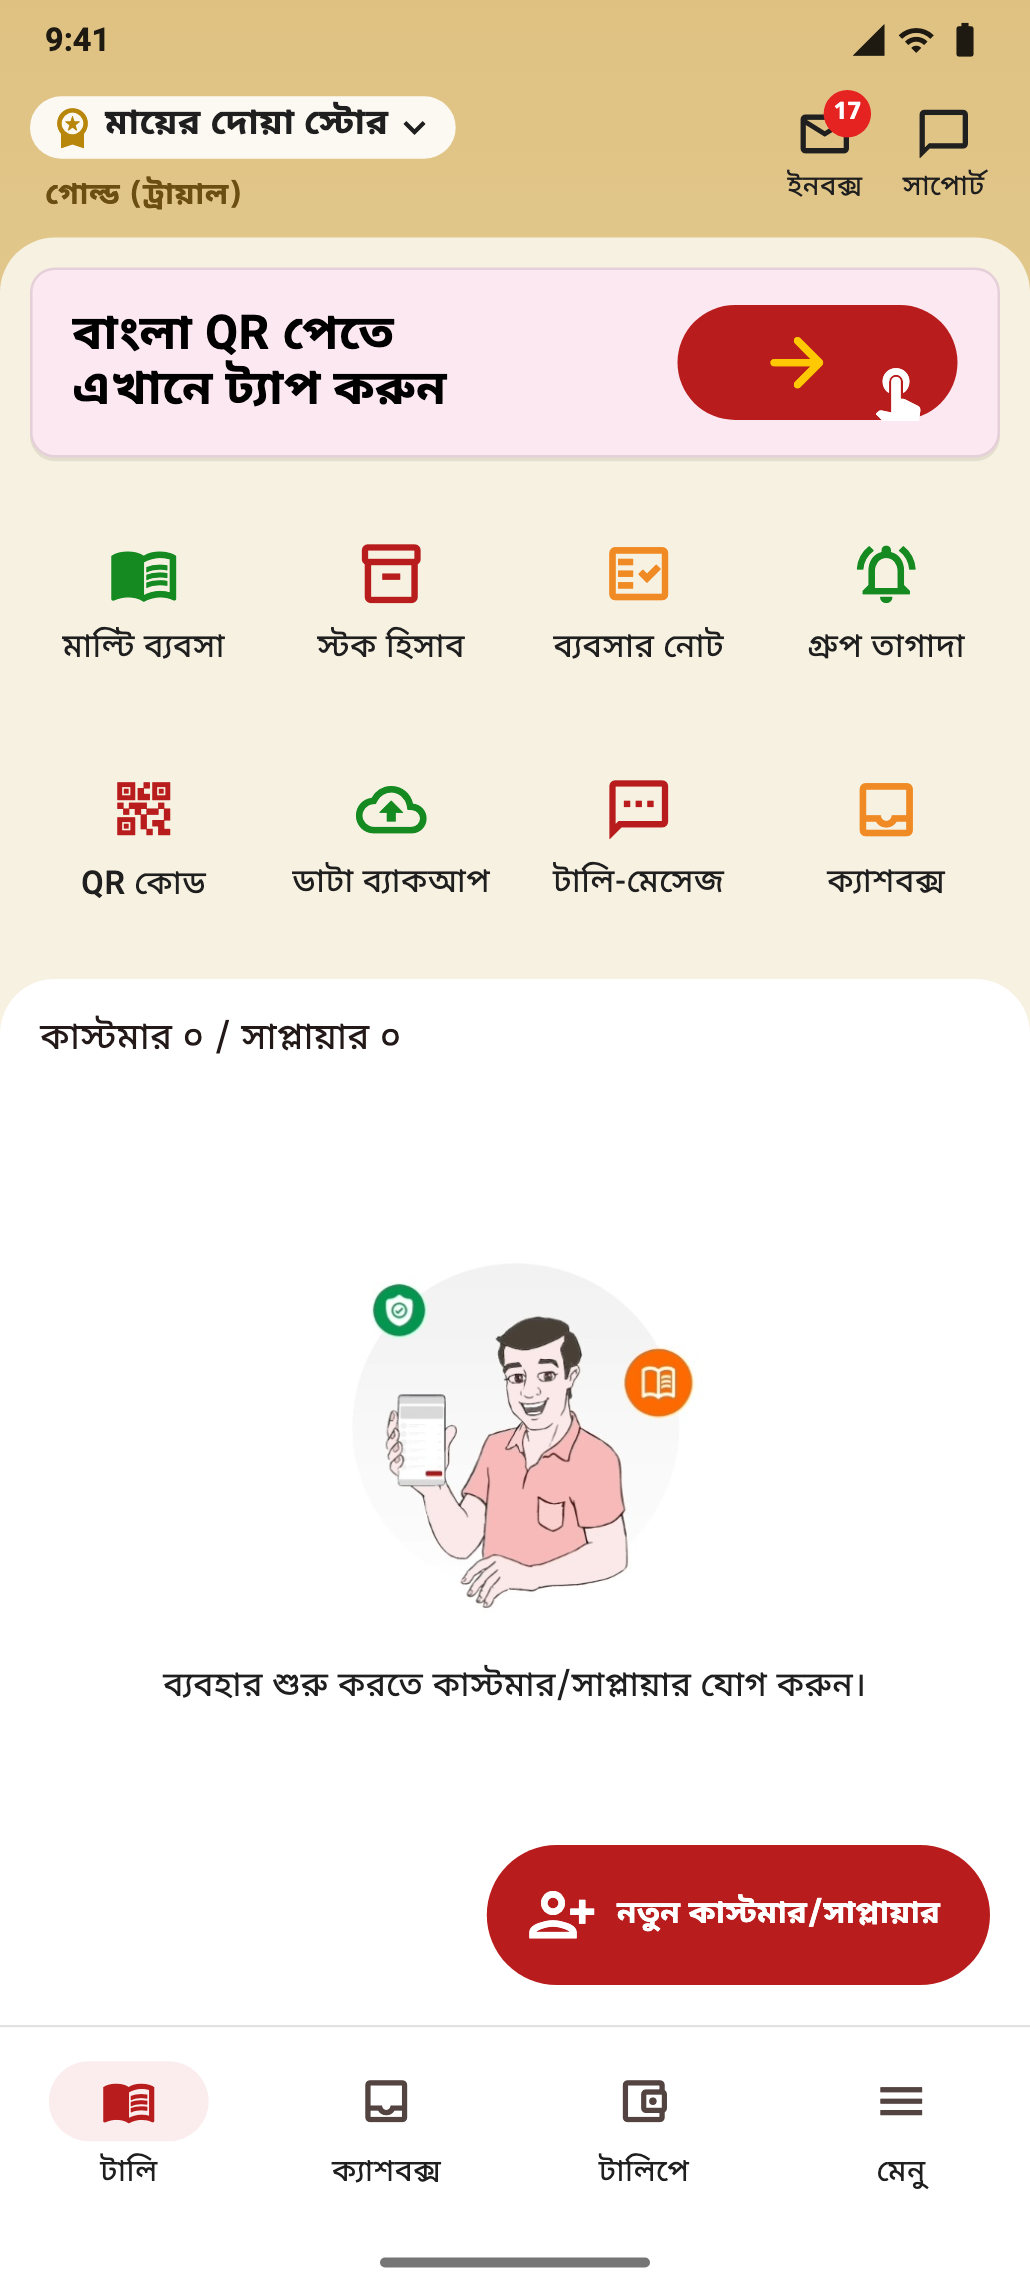 9:41
মায়ের দোয়া স্টোর
17
ইনবক্স
সাপোর্ট
গোল্ড (ট্রায়াল)
বাংলা QR পেতে
এখানে ট্যাপ করুন
মাল্টি ব্যবসা
স্টক হিসাব
ব্যবসার নোট
গ্রুপ তাগাদা
QR কোড
ডাটা ব্যাকআপ
টালি-মেসেজ
ক্যাশবক্স
কাস্টমার ০ / সাপ্লায়ার ০
ব্যবহার শুরু করতে কাস্টমার/সাপ্লায়ার যোগ করুন।
নতুন কাস্টমার/সাপ্লায়ার
টালি
ক্যাশবক্স
টালিপে
মেনু